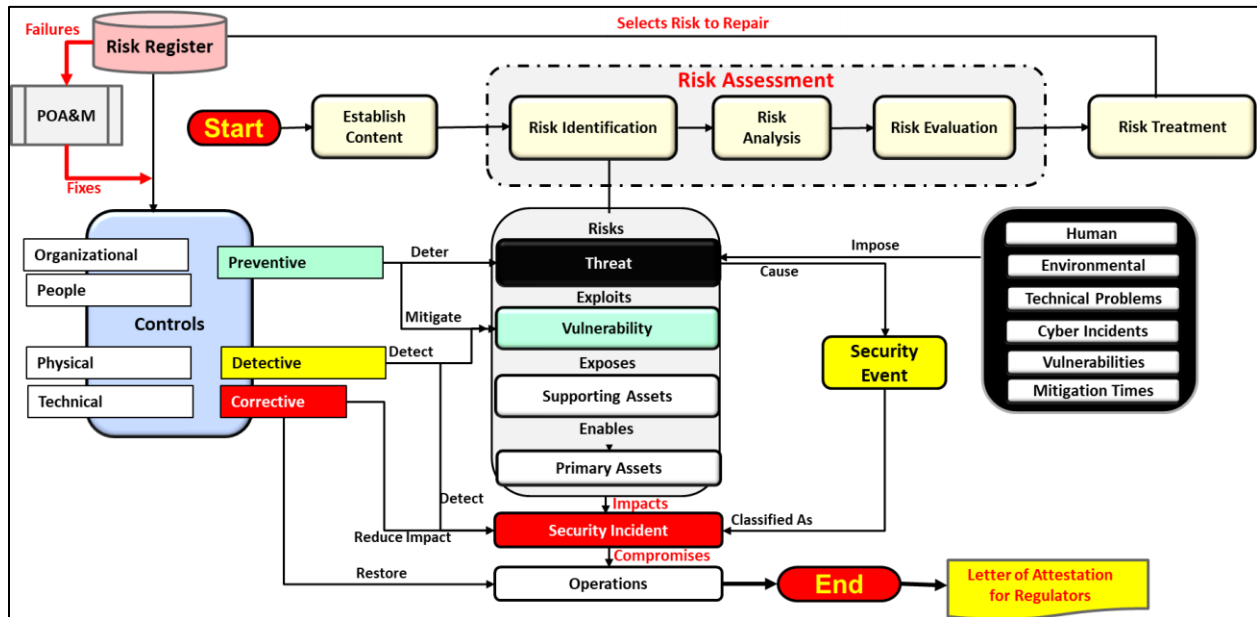 Failures
Risk Register
Selects Risk to Repair
POA&M
Fixes
Risk Assessment
Start
Establish
Content
Risk Identification
Risk
Analysis
Risk Evaluation
Risk Treatment
Organizational
People
Controls
Physical
Technical
Preventive
Detective
Corrective
Deter
Mitigate
Detect
Detect
Reduce Impact
Restore
Risks
Threat
Exploits
Vulnerability
Exposes
Supporting Assets
Enables
Primary Assets
Impacts
Security Incident
Compromises
Operations
Impose
Cause
Security
Event
Classified As
Human
Environmental
Technical Problems
Cyber Incidents
Vulnerabilities
Mitigation Times
End
Letter of Attestation
for Regulators